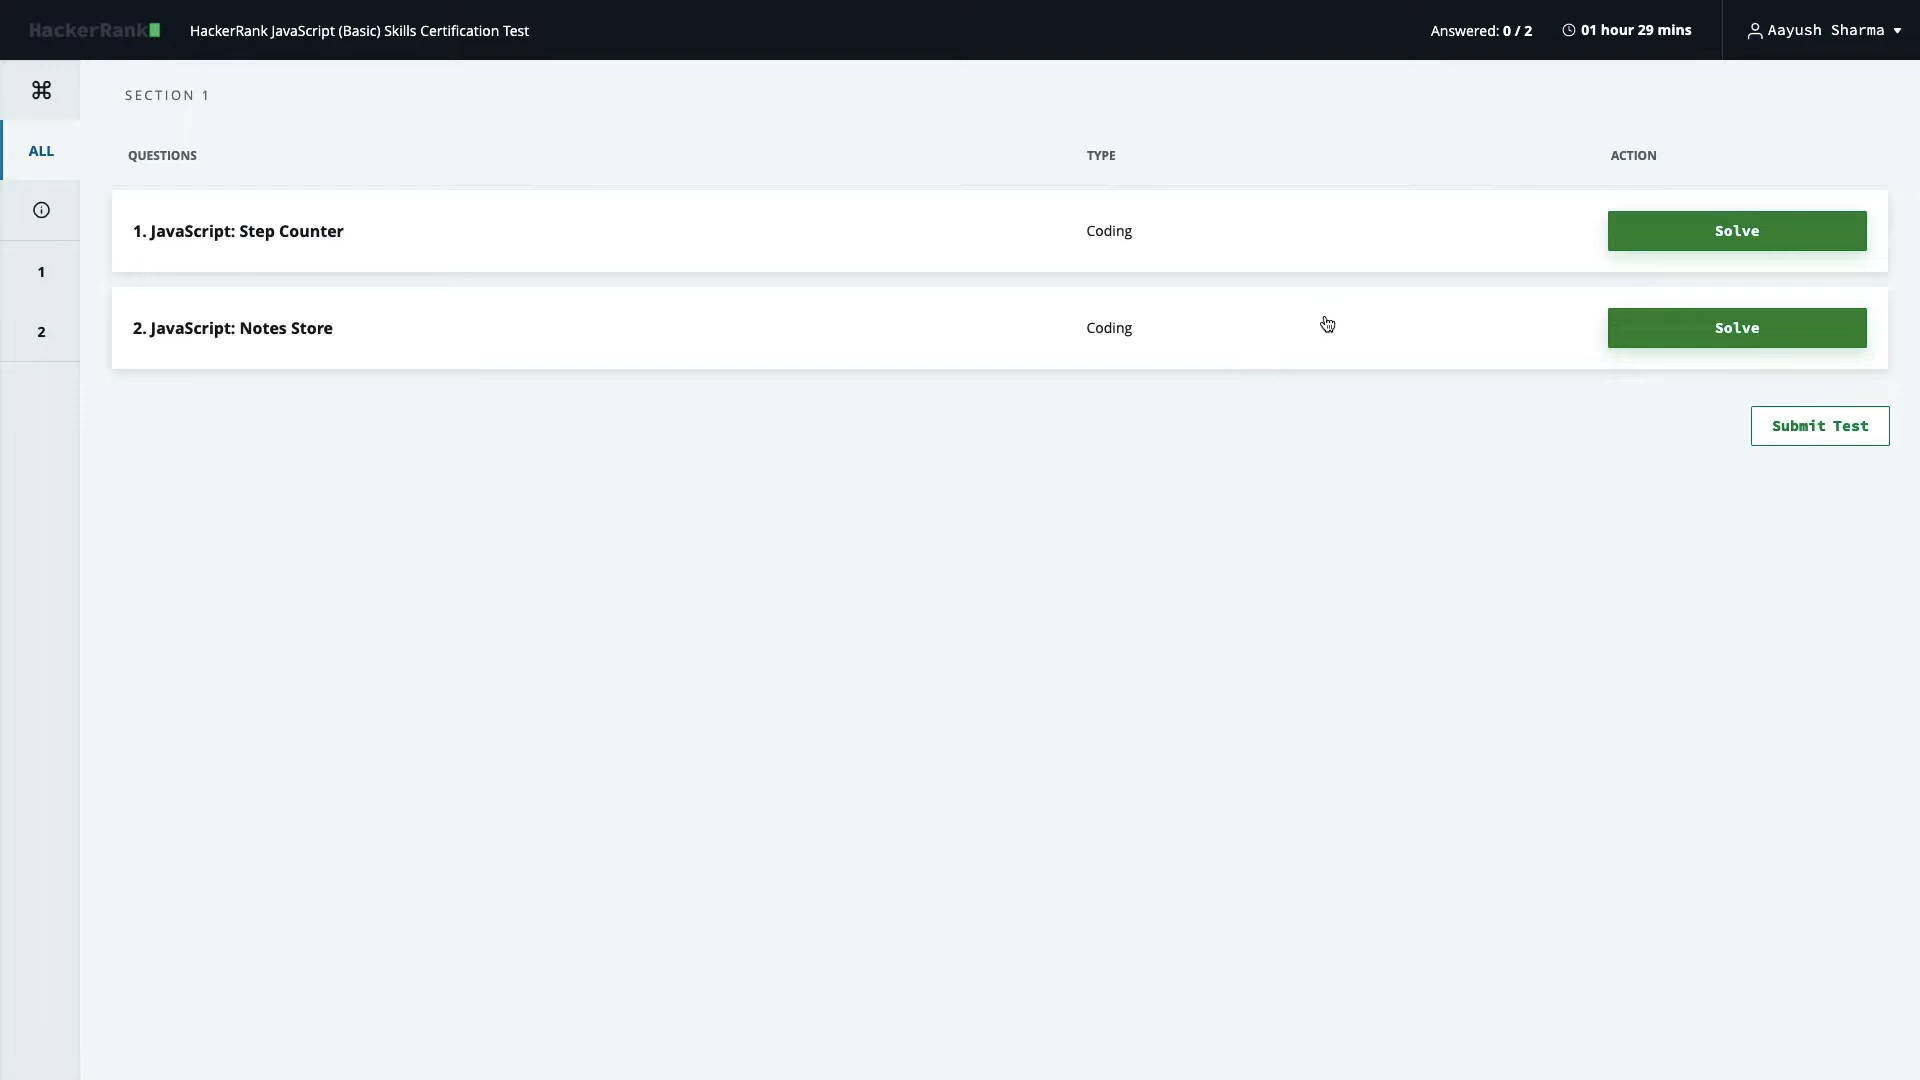 HackerRank HackerRank JavaScript (Basic) Skills Certification Test Answered: 0 / 2 01 hour 29 mins Aayush Sharma
SECTION 1
ALL
QUESTIONS TYPE ACTION
1. JavaScript: Step Counter Coding Solve
1
2. JavaScript: Notes Store Coding Solve
2
Submit Test